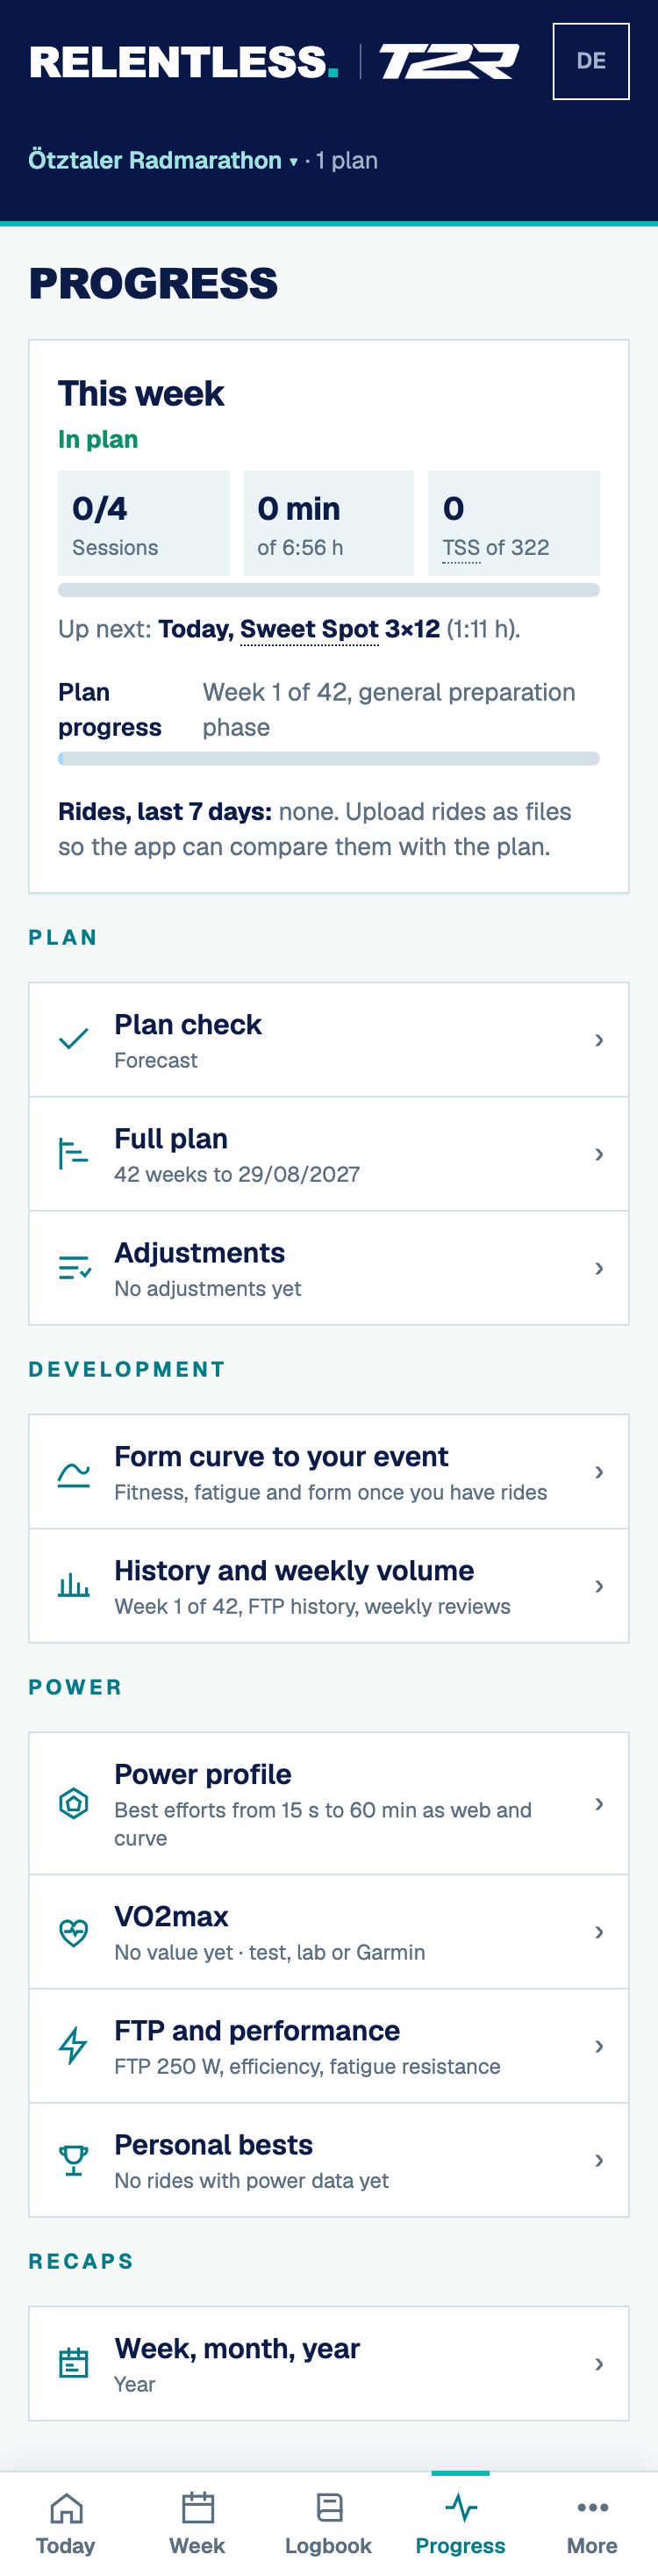 RELENTLESS. | T2R
DE
Ötztaler Radmarathon ▾ · 1 plan
PROGRESS
This week
In plan
0/4
Sessions
0 min
of 6:56 h
0
TSS of 322
Up next: Today, Sweet Spot 3×12 (1:11 h).
Plan
progress
Week 1 of 42, general preparation
phase
Rides, last 7 days: none. Upload rides as files
so the app can compare them with the plan.
PLAN
Plan check
Forecast
Full plan
42 weeks to 29/08/2027
Adjustments
No adjustments yet
DEVELOPMENT
Form curve to your event
Fitness, fatigue and form once you have rides
History and weekly volume
Week 1 of 42, FTP history, weekly reviews
POWER
Power profile
Best efforts from 15 s to 60 min as web and
curve
VO2max
No value yet · test, lab or Garmin
FTP and performance
FTP 250 W, efficiency, fatigue resistance
Personal bests
No rides with power data yet
RECAPS
Week, month, year
Year
Today
Week
Logbook
Progress
More